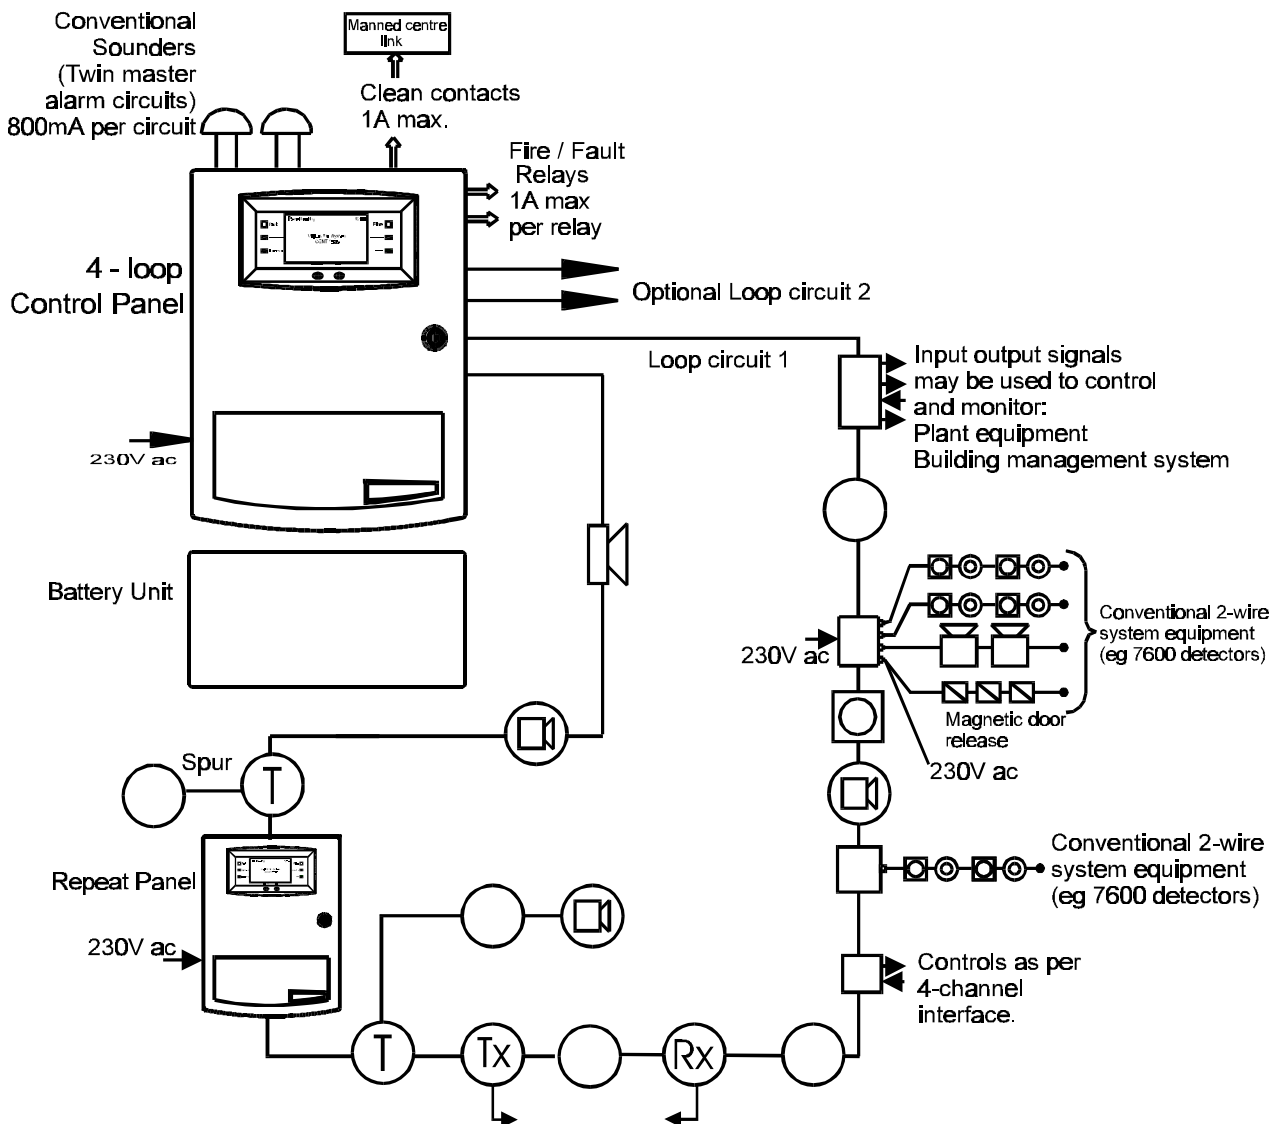 Conventional
Sounders
(Twin master
alarm circuits)
800mA per circuit
Manned centre
link
Clean contacts
1A max.
Fire / Fault
Relays
1A max
per relay
4 - loop
Control Panel
Optional Loop circuit 2
Loop circuit 1
Input output signals
may be used to control
and monitor:
Plant equipment
Building management system
230V ac
Battery Unit
230V ac
Conventional 2-wire
system equipment
(eg 7600 detectors)
Magnetic door
release
230V ac
Spur
T
Repeat Panel
230V ac
Conventional 2-wire
system equipment
(eg 7600 detectors)
Controls as per
4-channel
interface.
T
Tx
Rx